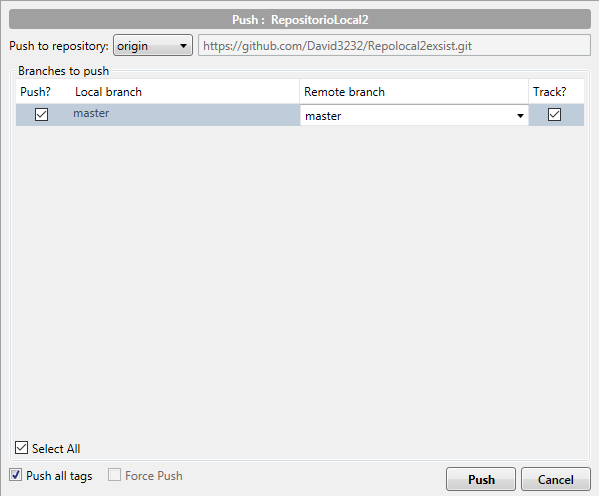 Push : RepositorioLocal2
Push to repository: origin https://github.com/David3232/Repolocal2exsist.git
Branches to push
Push? Local branch Remote branch Track?
master master
Select All
Push all tags Force Push Push Cancel